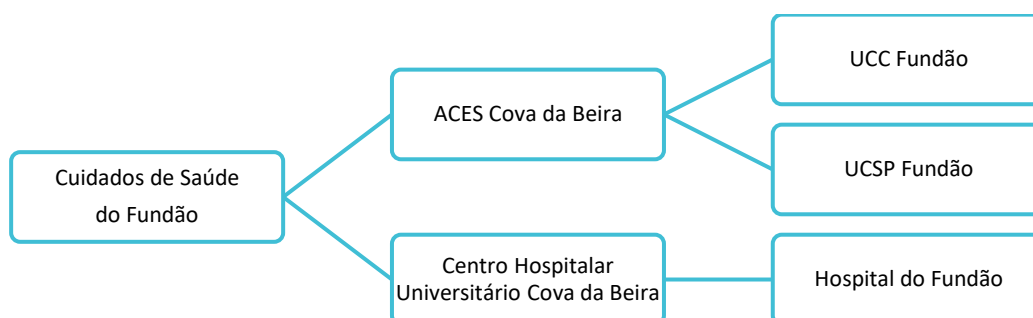 Cuidados de Saúde
do Fundão
ACES Cova da Beira
UCC Fundão
UCSP Fundão
Centro Hospitalar
Universitário Cova da Beira
Hospital do Fundão